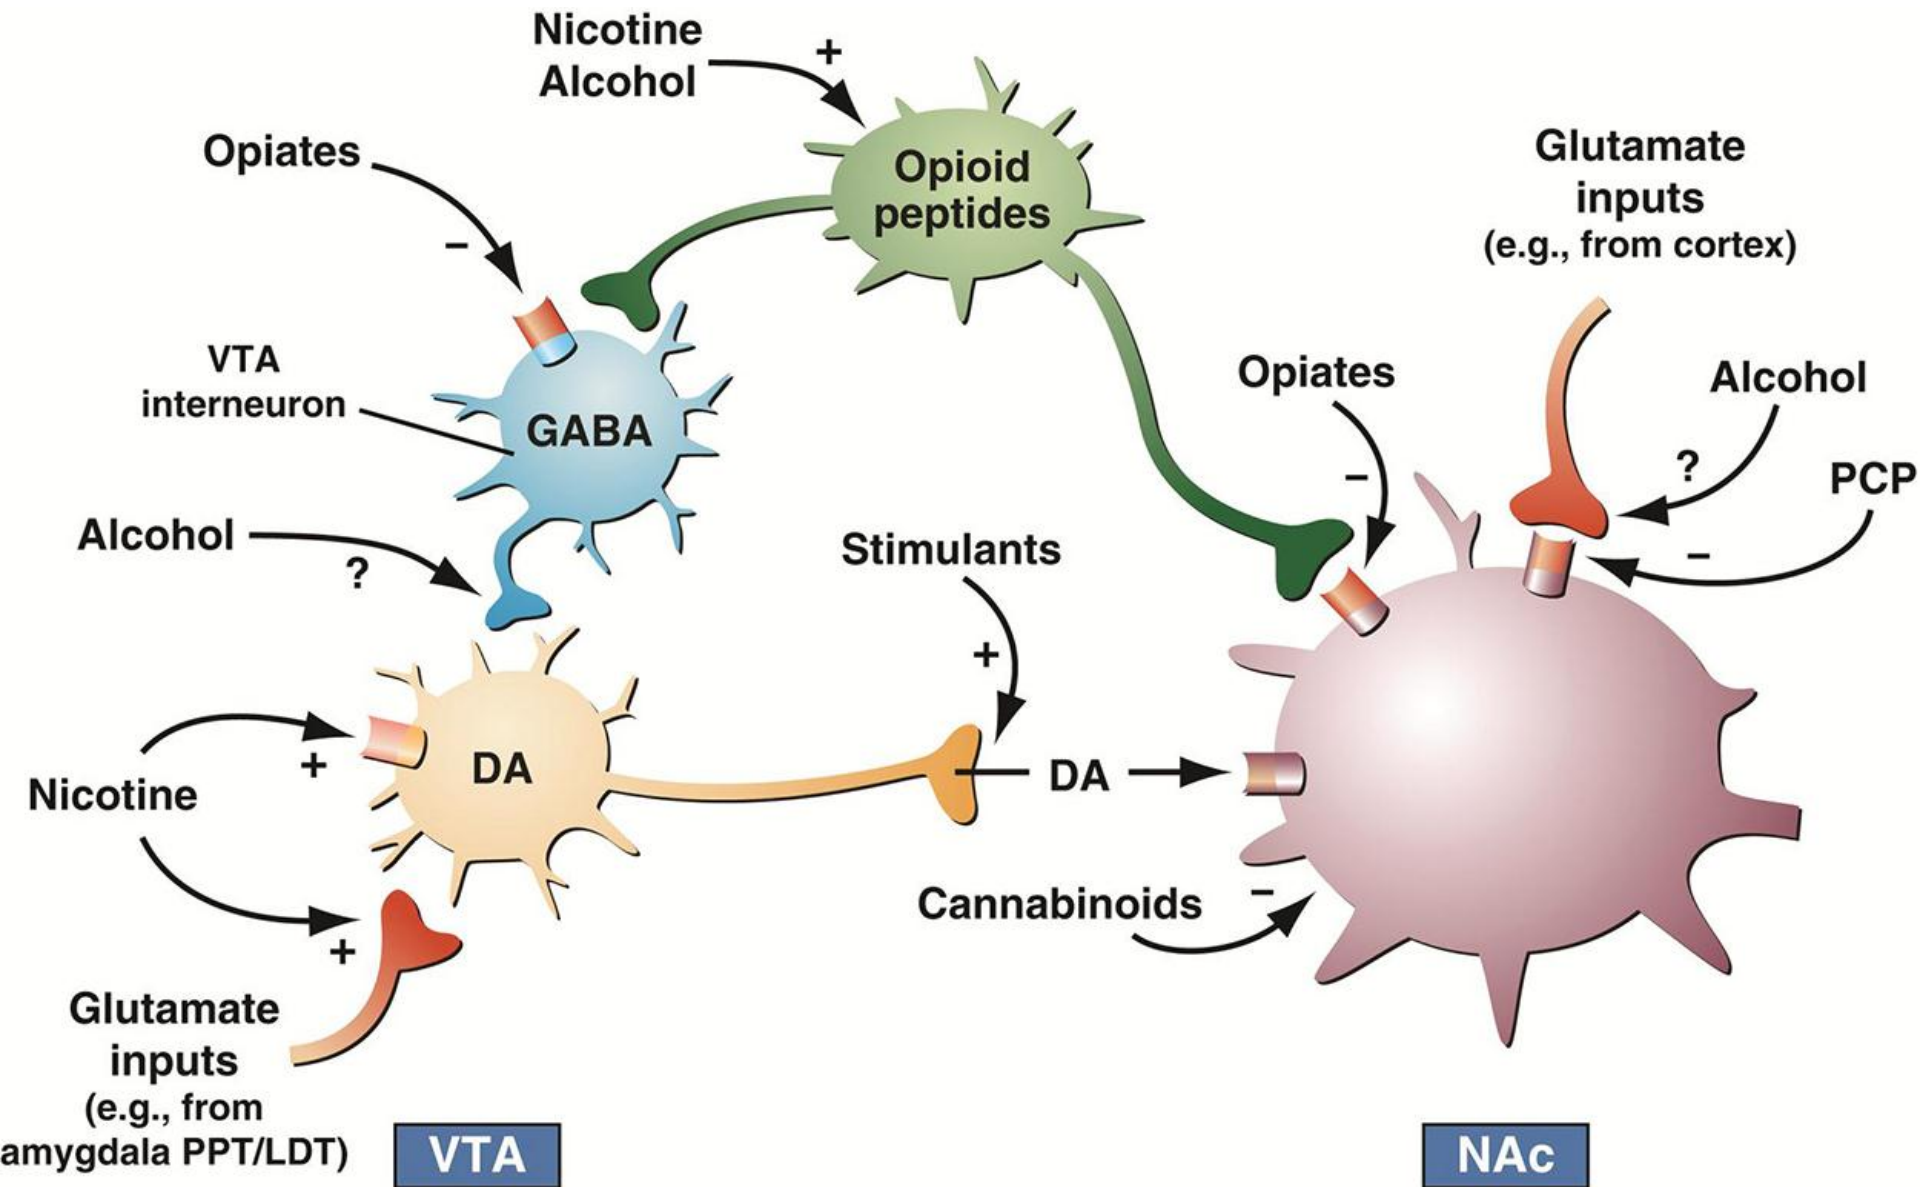 Nicotine
Alcohol
+
Opiates
−
Opioid
peptides
Glutamate
inputs
(e.g., from cortex)
VTA
interneuron
GABA
Opiates
−
Alcohol
?
PCP
−
Alcohol
?
Stimulants
+
Nicotine
+
+
DA
DA
Cannabinoids
−
Glutamate
inputs
(e.g., from
amygdala PPT/LDT)
VTA
NAc